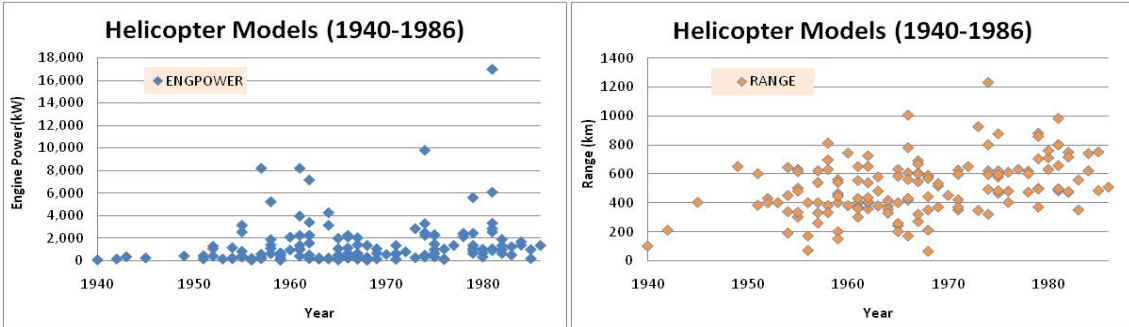 Helicopter Models (1940-1986)
18,000
16,000
14,000
12,000
10,000
8,000
6,000
4,000
2,000
0
Engine Power(kW)
ENGPOWER
1940 1950 1960 1970 1980
Year
Helicopter Models (1940-1986)
1400
1200
1000
800
600
400
200
0
Range (km)
RANGE
1940 1950 1960 1970 1980
Year